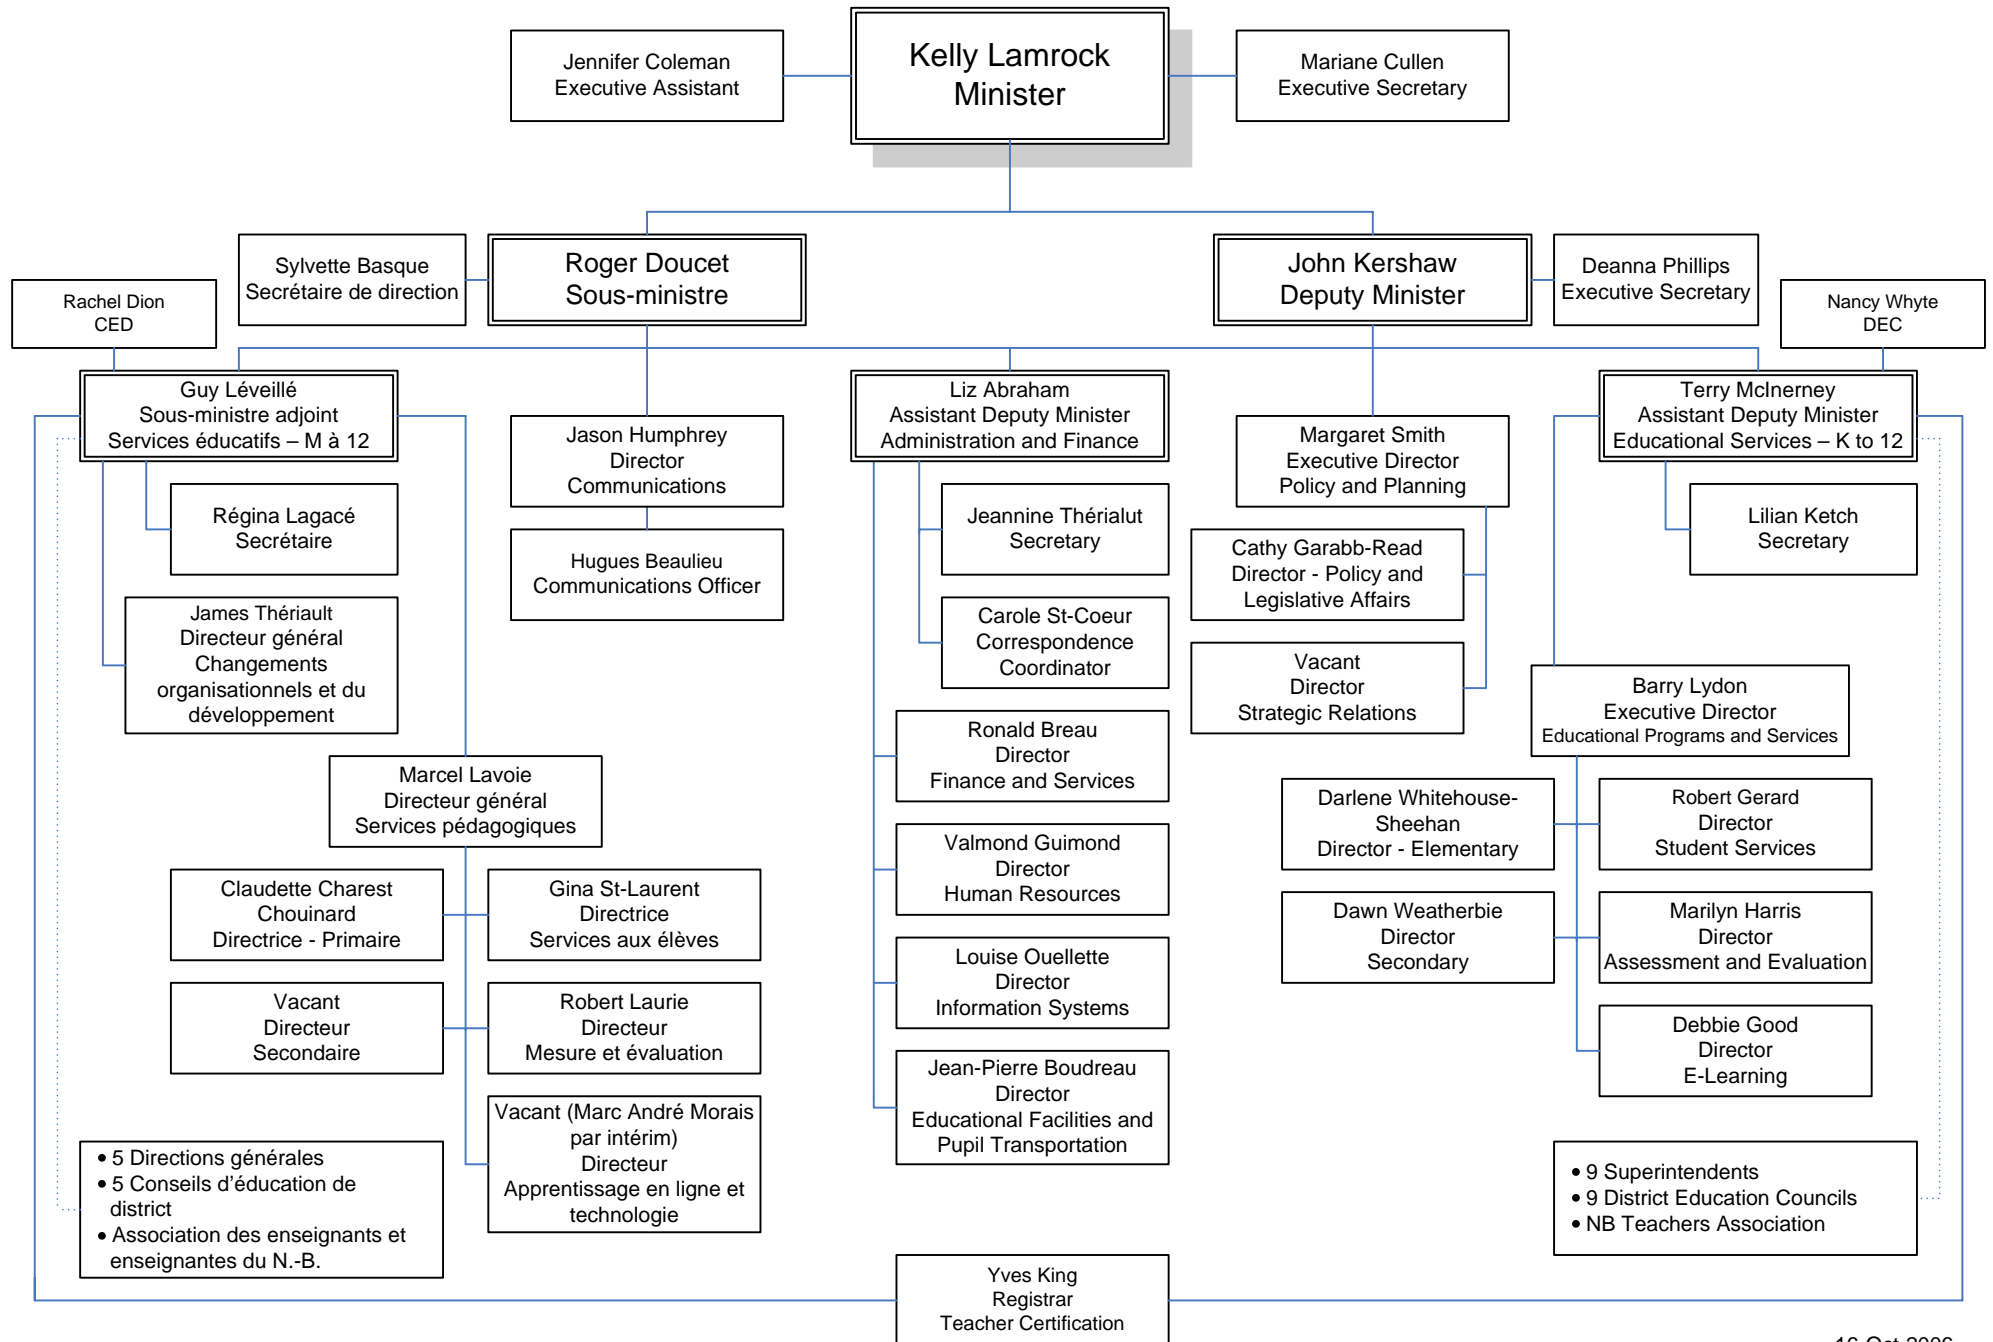 Jennifer Coleman
Executive Assistant
Kelly Lamrock
Minister
Mariane Cullen
Executive Secretary
Sylvette Basque
Secrétaire de direction
Roger Doucet
Sous-ministre
John Kershaw
Deputy Minister
Deanna Phillips
Executive Secretary
Rachel Dion
CED
Nancy Whyte
DEC
Guy Léveillé
Sous-ministre adjoint
Services éducatifs – M à 12
Jason Humphrey
Director
Communications
Liz Abraham
Assistant Deputy Minister
Administration and Finance
Margaret Smith
Executive Director
Policy and Planning
Terry McInerney
Assistant Deputy Minister
Educational Services – K to 12
Régina Lagacé
Secrétaire
Hugues Beaulieu
Communications Officer
Jeannine Thérialut
Secretary
Cathy Garabb-Read
Director - Policy and
Legislative Affairs
Lilian Ketch
Secretary
James Thériault
Directeur général
Changements
organisationnels et du
développement
Carole St-Coeur
Correspondence
Coordinator
Vacant
Director
Strategic Relations
Barry Lydon
Executive Director
Educational Programs and Services
Marcel Lavoie
Directeur général
Services pédagogiques
Ronald Breau
Director
Finance and Services
Darlene Whitehouse-
Sheehan
Director - Elementary
Robert Gerard
Director
Student Services
Claudette Charest
Chouinard
Directrice - Primaire
Gina St-Laurent
Directrice
Services aux élèves
Valmond Guimond
Director
Human Resources
Dawn Weatherbie
Director
Secondary
Marilyn Harris
Director
Assessment and Evaluation
Vacant
Directeur
Secondaire
Robert Laurie
Directeur
Mesure et évaluation
Louise Ouellette
Director
Information Systems
Debbie Good
Director
E-Learning
Vacant (Marc André Morais
par intérim)
Directeur
Apprentissage en ligne et
technologie
Jean-Pierre Boudreau
Director
Educational Facilities and
Pupil Transportation
• 5 Directions générales
• 5 Conseils d'éducation de
district
• Association des enseignants et
enseignantes du N.-B.
• 9 Superintendents
• 9 District Education Councils
• NB Teachers Association
Yves King
Registrar
Teacher Certification
16-Oct-2006